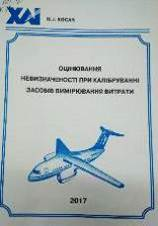 ХАІ
ОЦІНЮВАННЯ
НЕВИЗНАЧЕНОСТІ ПРИ КАЛІБРУВАННІ
ЗАСОБІВ ВИМІРЮВАННЯ ВИТРАТИ
2017